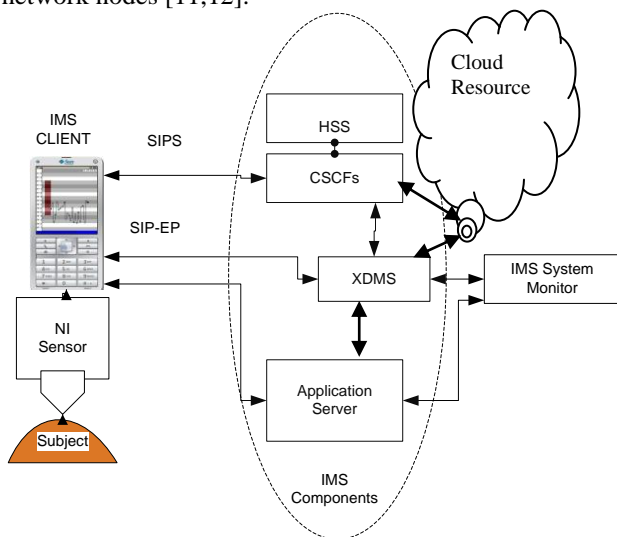 network nodes [11,12].
Cloud
Resource
IMS
CLIENT
SIPS
HSS
CSCFs
SIP-EP
XDMS
IMS System
Monitor
NI
Sensor
Application
Server
Subject
IMS
Components